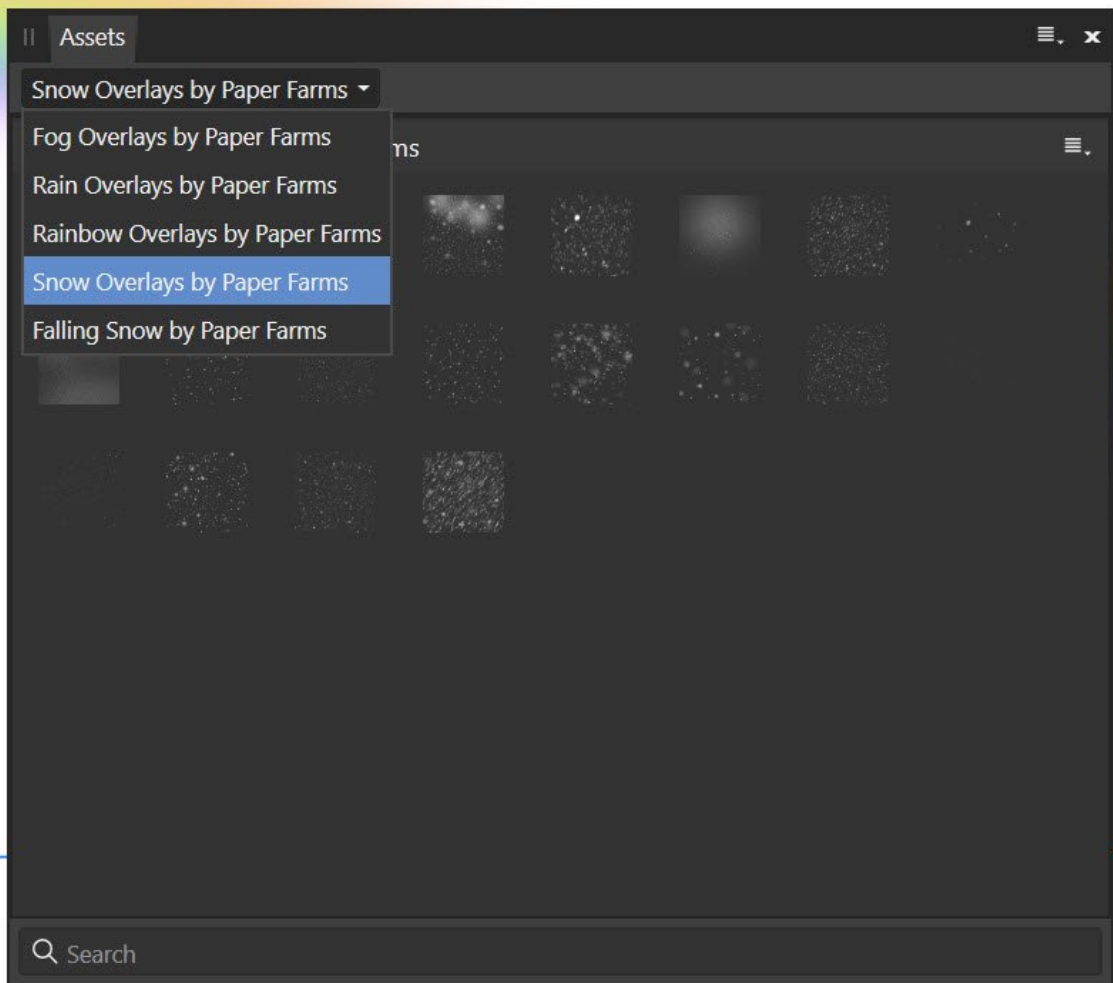 Assets
Snow Overlays by Paper Farms
Fog Overlays by Paper Farms
ms
Rain Overlays by Paper Farms
Rainbow Overlays by Paper Farms
Snow Overlays by Paper Farms
Falling Snow by Paper Farms
Search